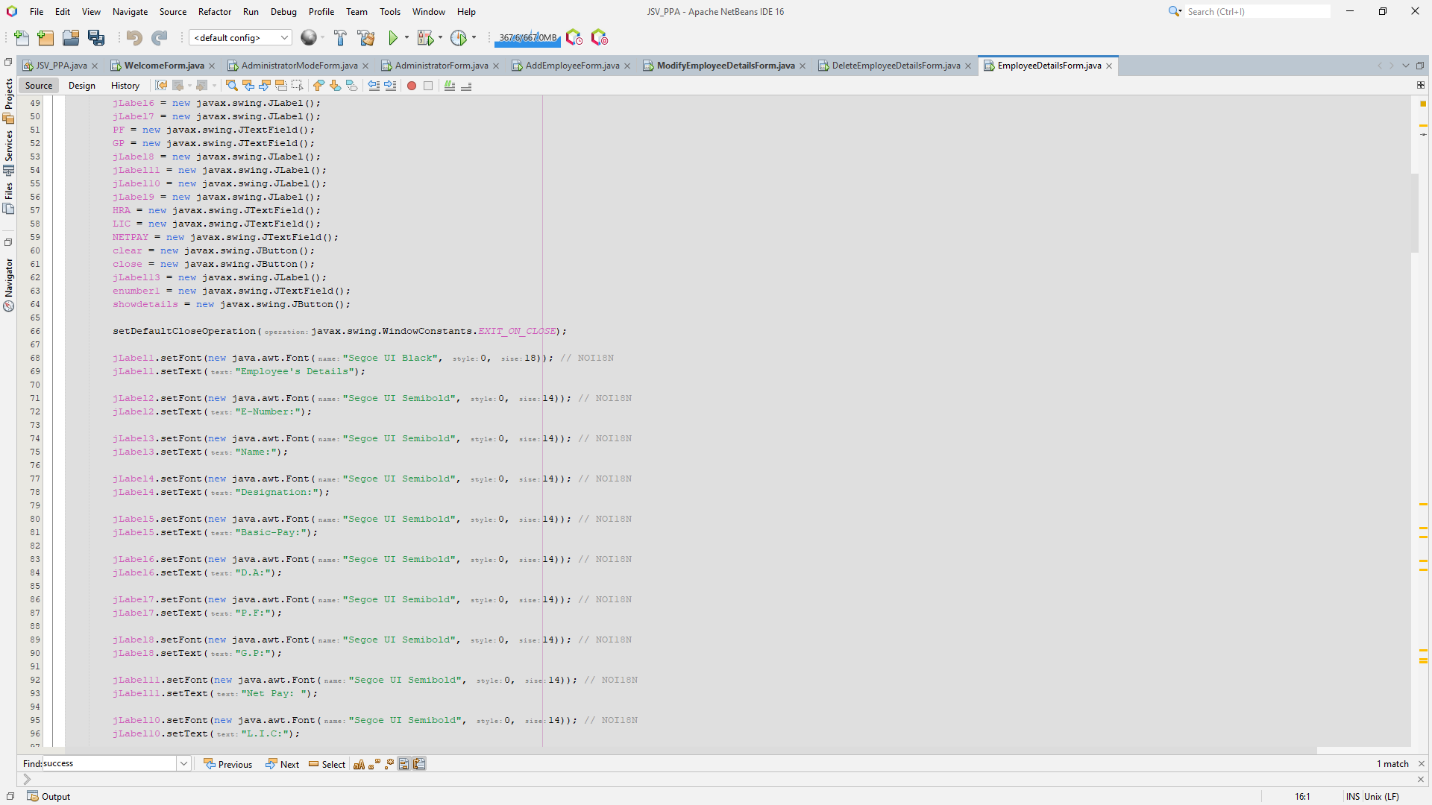 File Edit View Navigate Source Refactor Run Debug Profile Team Tools Window Help JSV_PPA - Apache NetBeans IDE 16 Search (Ctrl+I)
<default config> 367.6/667.0MB
JSV_PPA.java WelcomeForm.java AdministratorModeForm.java AdministratorForm.java AddEmployeeForm.java ModifyEmployeeDetailsForm.java DeleteEmployeeDetailsForm.java EmployeeDetailsForm.java
Source Design History
Projects
Services
Files
Navigator
49 jLabel6 = new javax.swing.JLabel();
50 jLabel7 = new javax.swing.JLabel();
51 PF = new javax.swing.JTextField();
52 GP = new javax.swing.JTextField();
53 jLabel8 = new javax.swing.JLabel();
54 jLabel11 = new javax.swing.JLabel();
55 jLabel10 = new javax.swing.JLabel();
56 jLabel9 = new javax.swing.JLabel();
57 HRA = new javax.swing.JTextField();
58 LIC = new javax.swing.JTextField();
59 NETPAY = new javax.swing.JTextField();
60 clear = new javax.swing.JButton();
61 close = new javax.swing.JButton();
62 jLabel13 = new javax.swing.JLabel();
63 enumber1 = new javax.swing.JTextField();
64 showdetails = new javax.swing.JButton();
65
66 setDefaultCloseOperation(operation: javax.swing.WindowConstants.EXIT_ON_CLOSE);
67
68 jLabel1.setFont(new java.awt.Font(name: "Segoe UI Black", style: 0, size: 18)); // NOI18N
69 jLabel1.setText(text: "Employee's Details");
70
71 jLabel2.setFont(new java.awt.Font(name: "Segoe UI Semibold", style: 0, size: 14)); // NOI18N
72 jLabel2.setText(text: "E-Number:");
73
74 jLabel3.setFont(new java.awt.Font(name: "Segoe UI Semibold", style: 0, size: 14)); // NOI18N
75 jLabel3.setText(text: "Name:");
76
77 jLabel4.setFont(new java.awt.Font(name: "Segoe UI Semibold", style: 0, size: 14)); // NOI18N
78 jLabel4.setText(text: "Designation:");
79
80 jLabel5.setFont(new java.awt.Font(name: "Segoe UI Semibold", style: 0, size: 14)); // NOI18N
81 jLabel5.setText(text: "Basic-Pay:");
82
83 jLabel6.setFont(new java.awt.Font(name: "Segoe UI Semibold", style: 0, size: 14)); // NOI18N
84 jLabel6.setText(text: "D.A:");
85
86 jLabel7.setFont(new java.awt.Font(name: "Segoe UI Semibold", style: 0, size: 14)); // NOI18N
87 jLabel7.setText(text: "P.F:");
88
89 jLabel8.setFont(new java.awt.Font(name: "Segoe UI Semibold", style: 0, size: 14)); // NOI18N
90 jLabel8.setText(text: "G.P:");
91
92 jLabel11.setFont(new java.awt.Font(name: "Segoe UI Semibold", style: 0, size: 14)); // NOI18N
93 jLabel11.setText(text: "Net Pay: ");
94
95 jLabel10.setFont(new java.awt.Font(name: "Segoe UI Semibold", style: 0, size: 14)); // NOI18N
96 jLabel10.setText(text: "L.I.C:");
97
Find: success Previous Next Select 1 match
Output 16:1 INS Unix (LF)